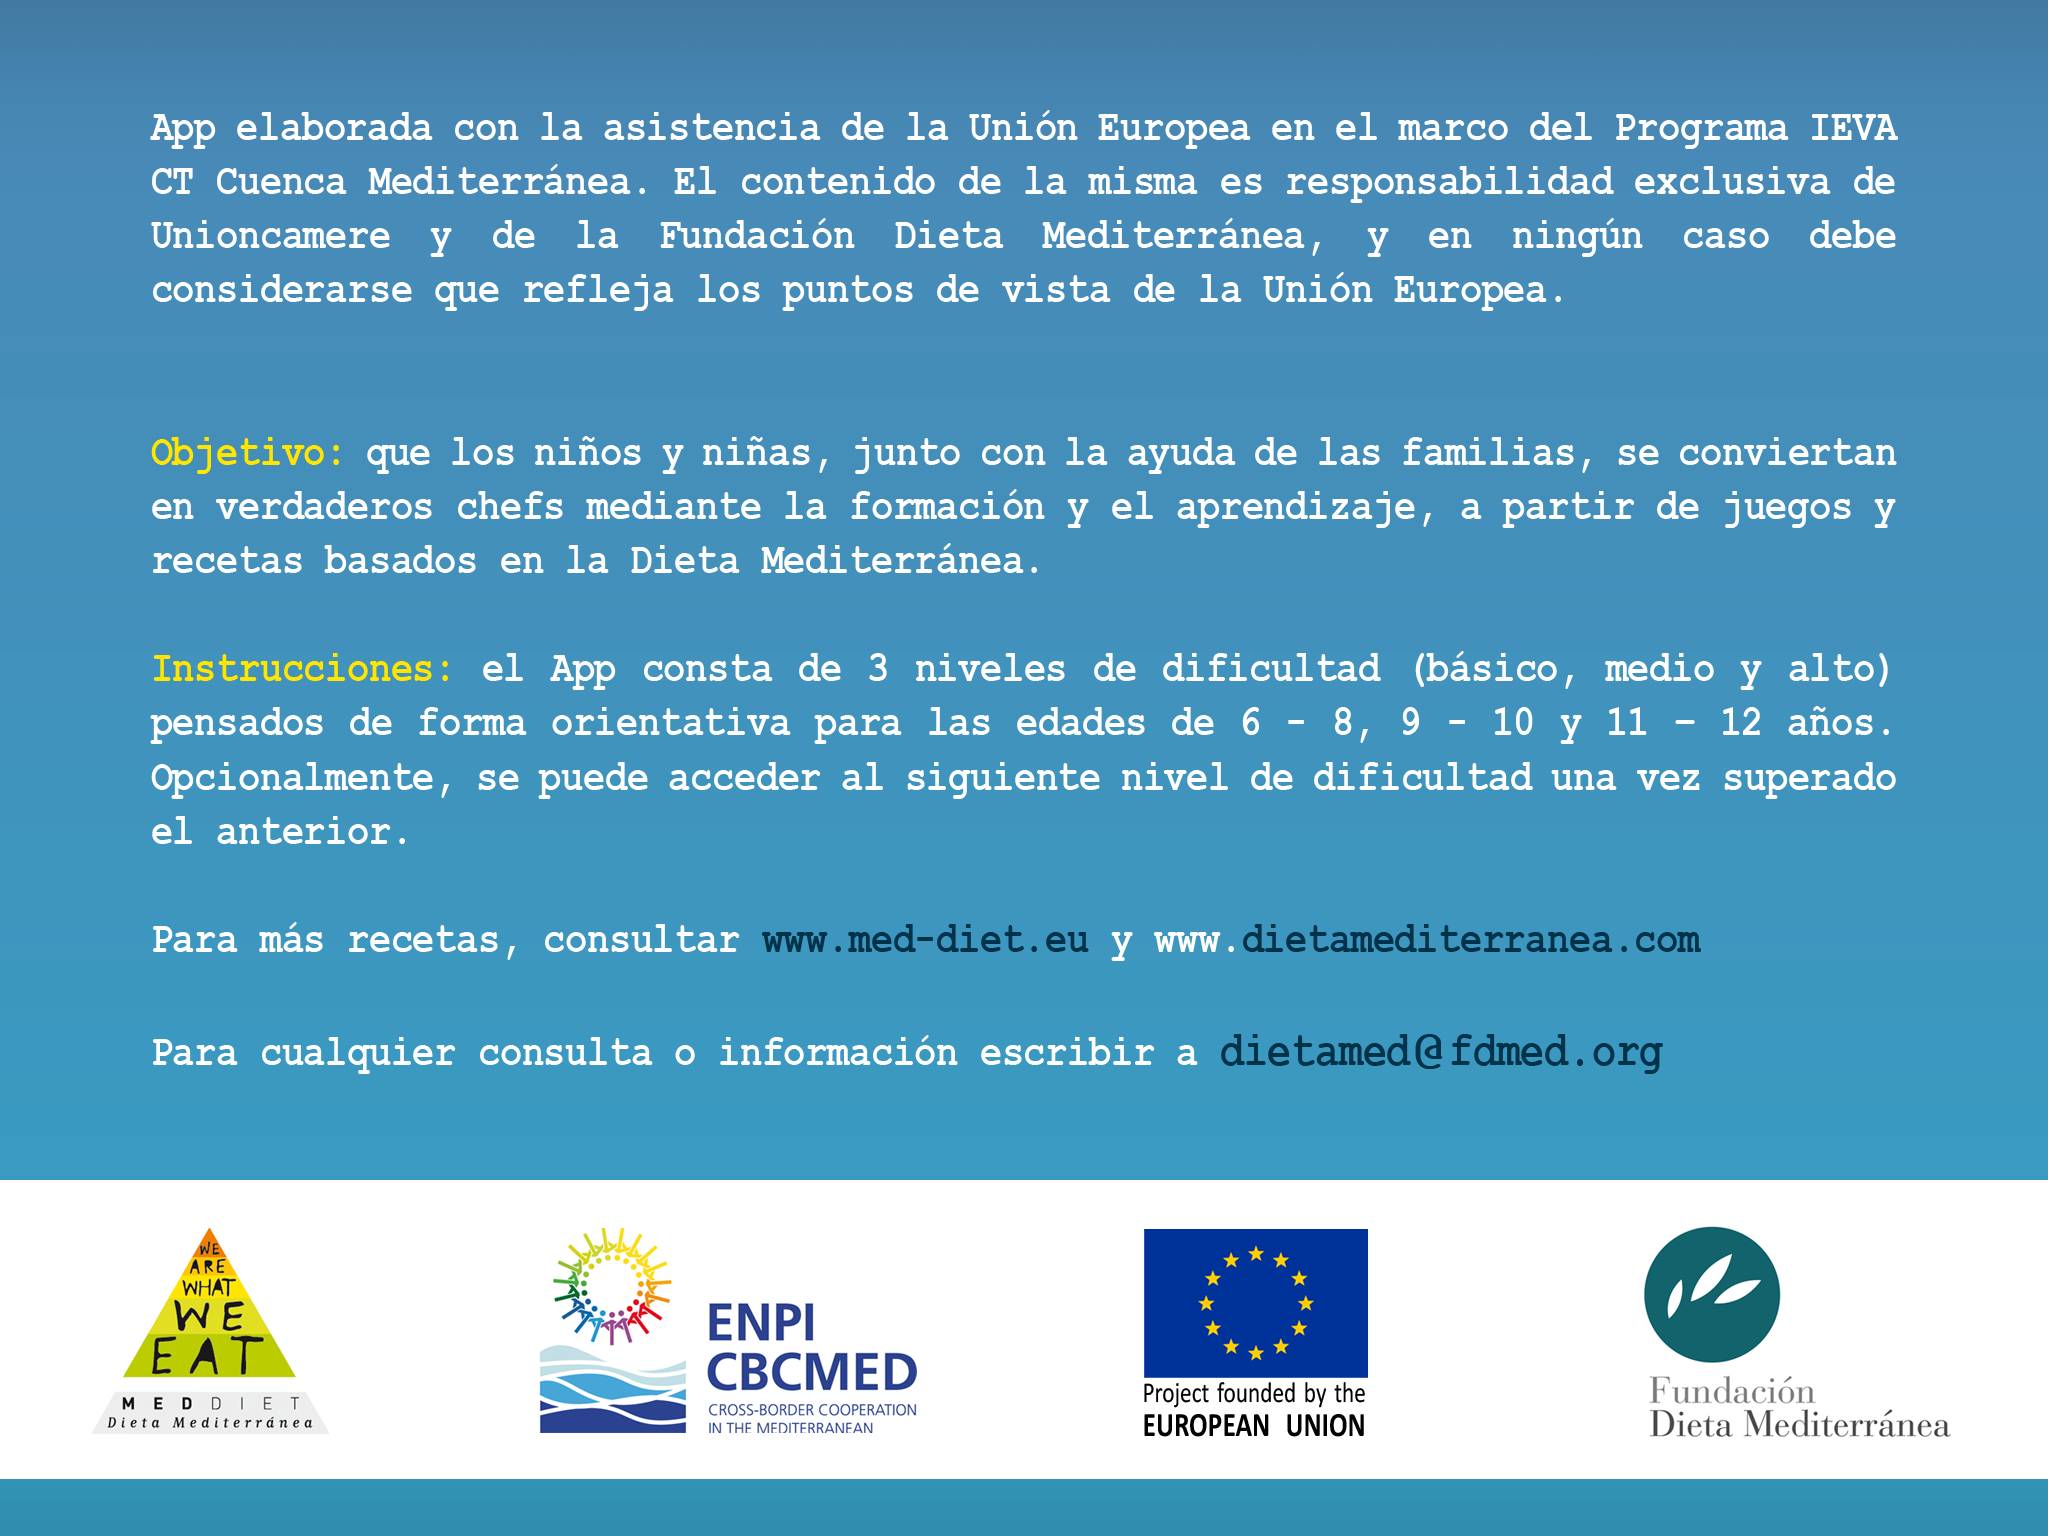 App elaborada con la asistencia de la Unión Europea en el marco del Programa IEVA
CT Cuenca Mediterránea. El contenido de la misma es responsabilidad exclusiva de
Unioncamere y de la Fundación Dieta Mediterránea, y en ningún caso debe
considerarse que refleja los puntos de vista de la Unión Europea.
Objetivo: que los niños y niñas, junto con la ayuda de las familias, se conviertan
en verdaderos chefs mediante la formación y el aprendizaje, a partir de juegos y
recetas basados en la Dieta Mediterránea.
Instrucciones: el App consta de 3 niveles de dificultad (básico, medio y alto)
pensados de forma orientativa para las edades de 6 - 8, 9 - 10 y 11 – 12 años.
Opcionalmente, se puede acceder al siguiente nivel de dificultad una vez superado
el anterior.
Para más recetas, consultar www.med-diet.eu y www.dietamediterranea.com
Para cualquier consulta o información escribir a dietamed@fdmed.org
WE
ARE
WHAT
WE
EAT
MEDDIET
Dieta Mediterránea
ENPI
CBCMED
CROSS-BORDER COOPERATION
IN THE MEDITERRANEAN
Project founded by the
EUROPEAN UNION
Fundación
Dieta Mediterránea